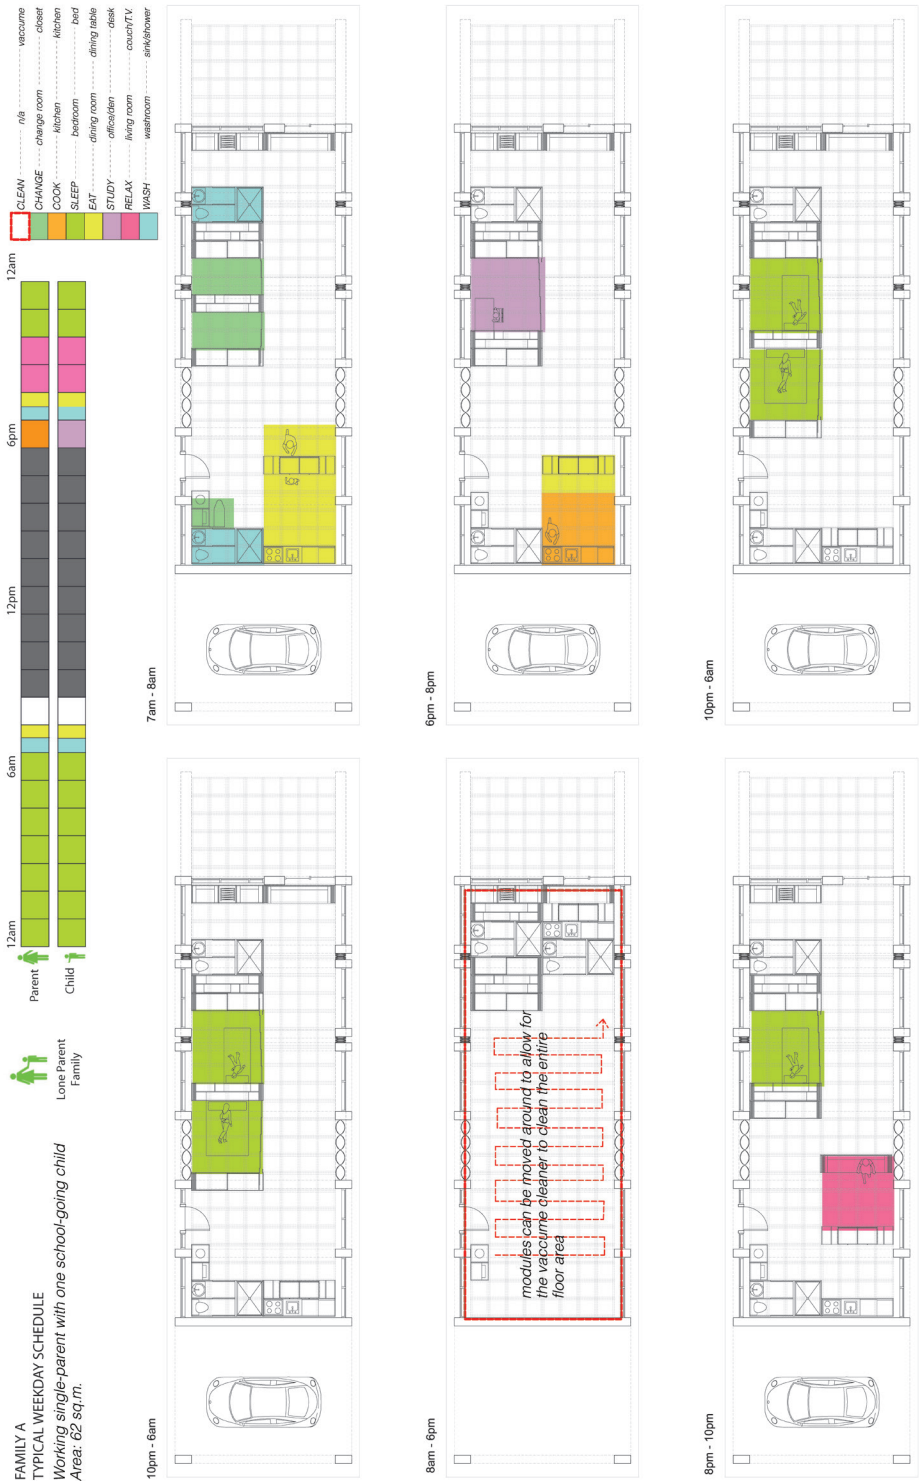 FAMILY A
TYPICAL WEEKDAY SCHEDULE
Working single-parent with one school-going child
Area: 62 sq.m.
Lone Parent
Family
Parent
Child
12am
6am
12pm
6pm
12am
CLEAN n/a vaccume
CHANGE change room closet
COOK kitchen kitchen
SLEEP bedroom bed
EAT dining room dining table
STUDY office/den desk
RELAX living room couch/T.V.
WASH washroom sink/shower
10pm - 6am
7am - 8am
8am - 6pm
modules can be moved around to allow for
the vaccume cleaner to clean the entire
floor area
6pm - 8pm
8pm - 10pm
10pm - 6am